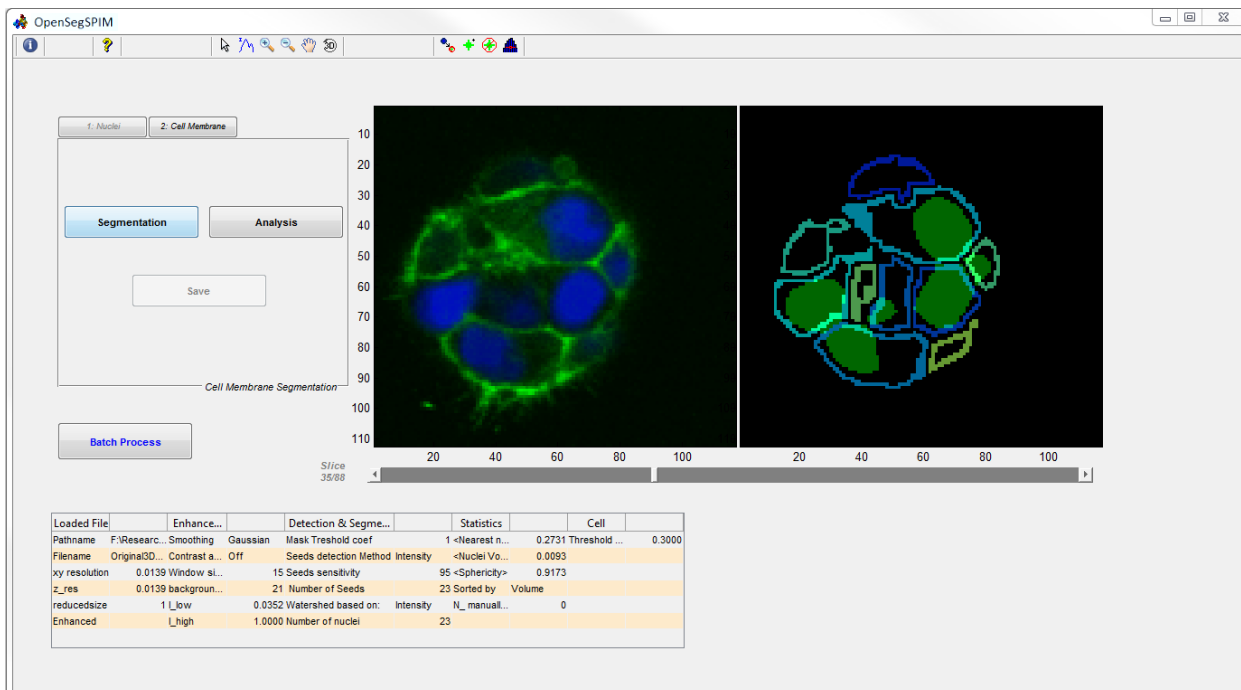 OpenSegSPIM
1: Nuclei 2: Cell Membrane
Segmentation Analysis
Save
Cell Membrane Segmentation
Batch Process
10
20
30
40
50
60
70
80
90
100
110
20 40 60 80 100 20 40 60 80 100
Slice
35/88
Loaded File Enhance... Detection & Segme... Statistics Cell
Pathname F:\Researc... Smoothing Gaussian Mask Treshold coef 1 <Nearest n... 0.2731 Threshold ... 0.3000
Filename Original3D... Contrast a... Off Seeds detection Method Intensity <Nuclei Vo... 0.0093
xy resolution 0.0139 Window si... 15 Seeds sensitivity 95 <Sphericity> 0.9173
z_res 0.0139 backgroun... 21 Number of Seeds 23 Sorted by Volume
reducedsize 1 I_low 0.0352 Watershed based on: Intensity N_ manuall... 0
Enhanced I_high 1.0000 Number of nuclei 23